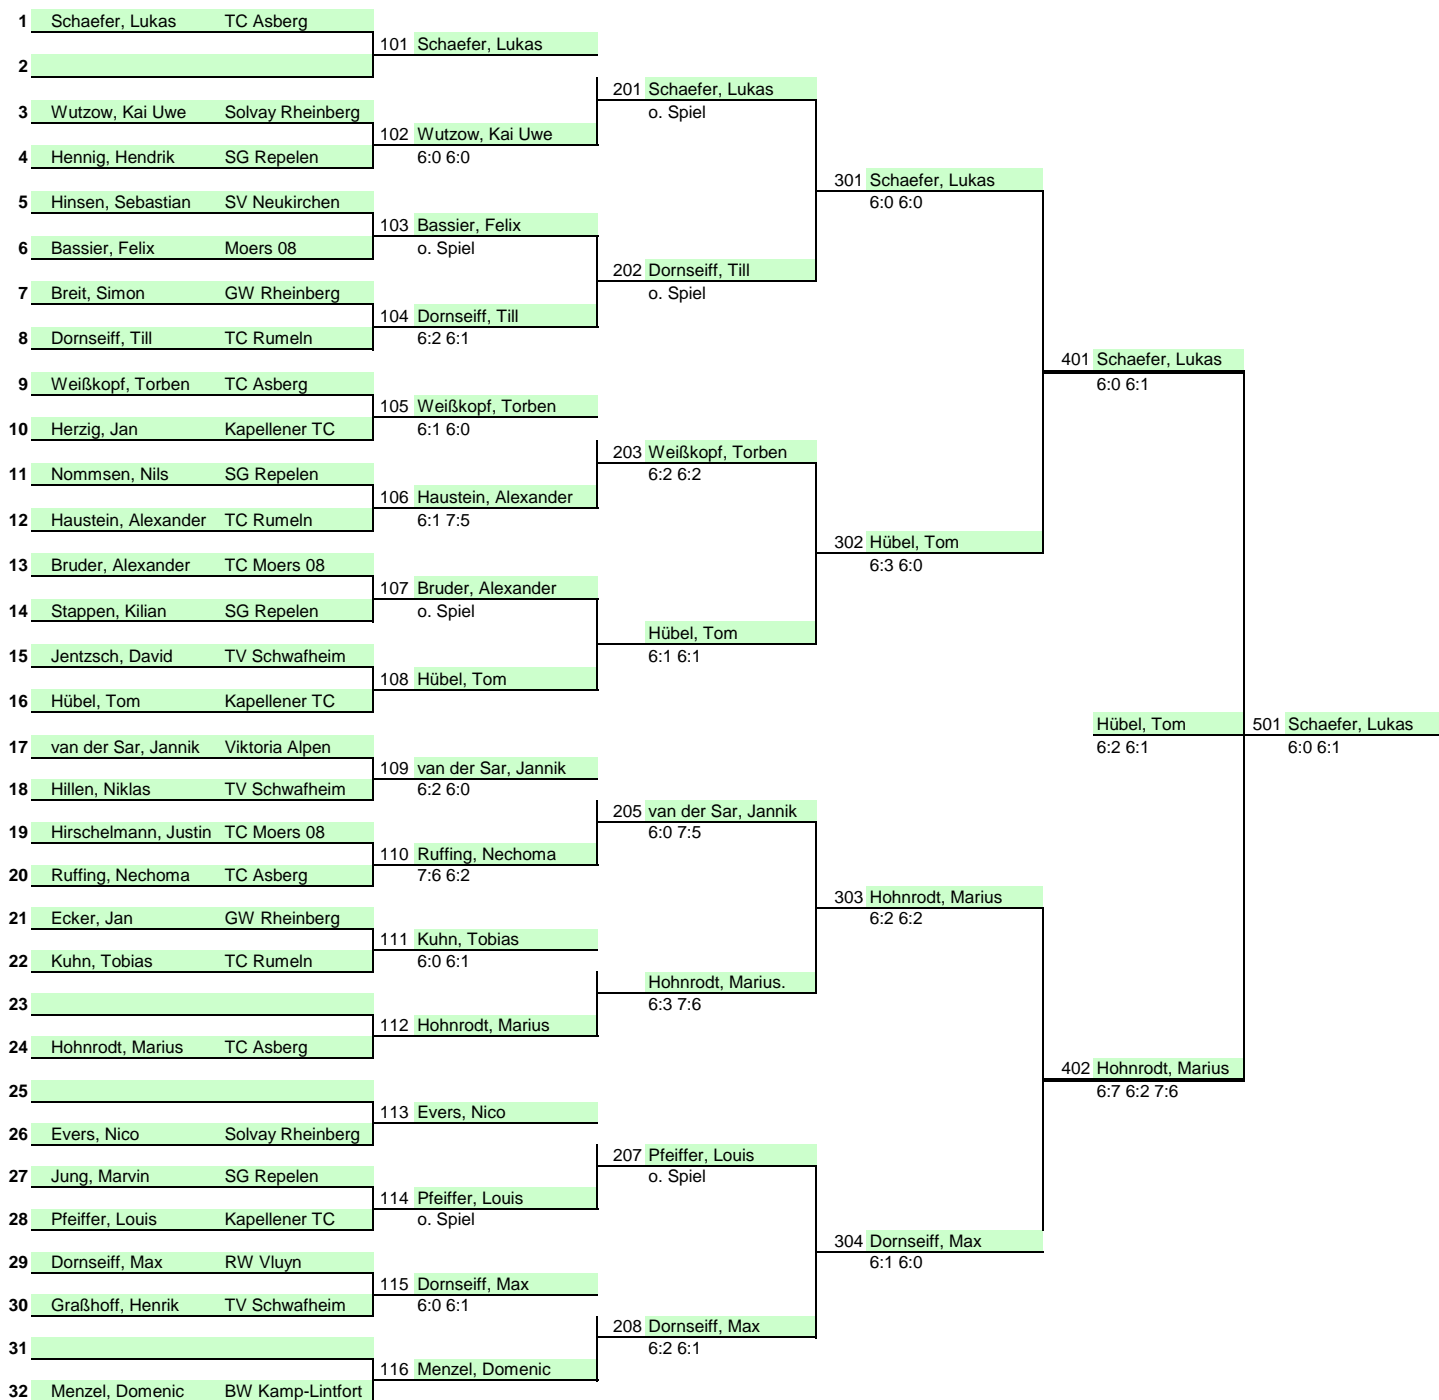 1 Schaefer, Lukas TC Asberg
101 Schaefer, Lukas
2
201 Schaefer, Lukas
3 Wutzow, Kai Uwe Solvay Rheinberg o. Spiel
102 Wutzow, Kai Uwe
4 Hennig, Hendrik SG Repelen 6:0 6:0
301 Schaefer, Lukas
5 Hinsen, Sebastian SV Neukirchen 6:0 6:0
103 Bassier, Felix
6 Bassier, Felix Moers 08 o. Spiel
202 Dornseiff, Till
7 Breit, Simon GW Rheinberg o. Spiel
104 Dornseiff, Till
8 Dornseiff, Till TC Rumeln 6:2 6:1
401 Schaefer, Lukas
9 Weißkopf, Torben TC Asberg 6:0 6:1
105 Weißkopf, Torben
10 Herzig, Jan Kapellener TC 6:1 6:0
203 Weißkopf, Torben
11 Nommsen, Nils SG Repelen 6:2 6:2
106 Haustein, Alexander
12 Haustein, Alexander TC Rumeln 6:1 7:5
302 Hübel, Tom
13 Bruder, Alexander TC Moers 08 6:3 6:0
107 Bruder, Alexander
14 Stappen, Kilian SG Repelen o. Spiel
Hübel, Tom
15 Jentzsch, David TV Schwafheim 6:1 6:1
108 Hübel, Tom
16 Hübel, Tom Kapellener TC
Hübel, Tom 501 Schaefer, Lukas
17 van der Sar, Jannik Viktoria Alpen 6:2 6:1 6:0 6:1
109 van der Sar, Jannik
18 Hillen, Niklas TV Schwafheim 6:2 6:0
205 van der Sar, Jannik
19 Hirschelmann, Justin TC Moers 08 6:0 7:5
110 Ruffing, Nechoma
20 Ruffing, Nechoma TC Asberg 7:6 6:2
303 Hohnrodt, Marius
21 Ecker, Jan GW Rheinberg 6:2 6:2
111 Kuhn, Tobias
22 Kuhn, Tobias TC Rumeln 6:0 6:1
Hohnrodt, Marius.
23 6:3 7:6
112 Hohnrodt, Marius
24 Hohnrodt, Marius TC Asberg
402 Hohnrodt, Marius
25 6:7 6:2 7:6
113 Evers, Nico
26 Evers, Nico Solvay Rheinberg
207 Pfeiffer, Louis
27 Jung, Marvin SG Repelen o. Spiel
114 Pfeiffer, Louis
28 Pfeiffer, Louis Kapellener TC o. Spiel
304 Dornseiff, Max
29 Dornseiff, Max RW Vluyn 6:1 6:0
115 Dornseiff, Max
30 Graßhoff, Henrik TV Schwafheim 6:0 6:1
208 Dornseiff, Max
31 6:2 6:1
116 Menzel, Domenic
32 Menzel, Domenic BW Kamp-Lintfort